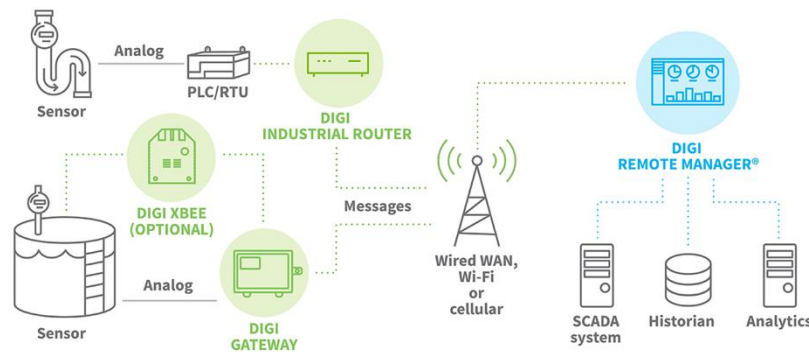 Analog
Sensor
PLC/RTU
DIGI
INDUSTRIAL ROUTER
DIGI
REMOTE MANAGER®
DIGI XBEE
(OPTIONAL)
Messages
Wired WAN,
Wi-Fi
or
cellular
Analog
Sensor
DIGI
GATEWAY
SCADA
system
Historian
Analytics